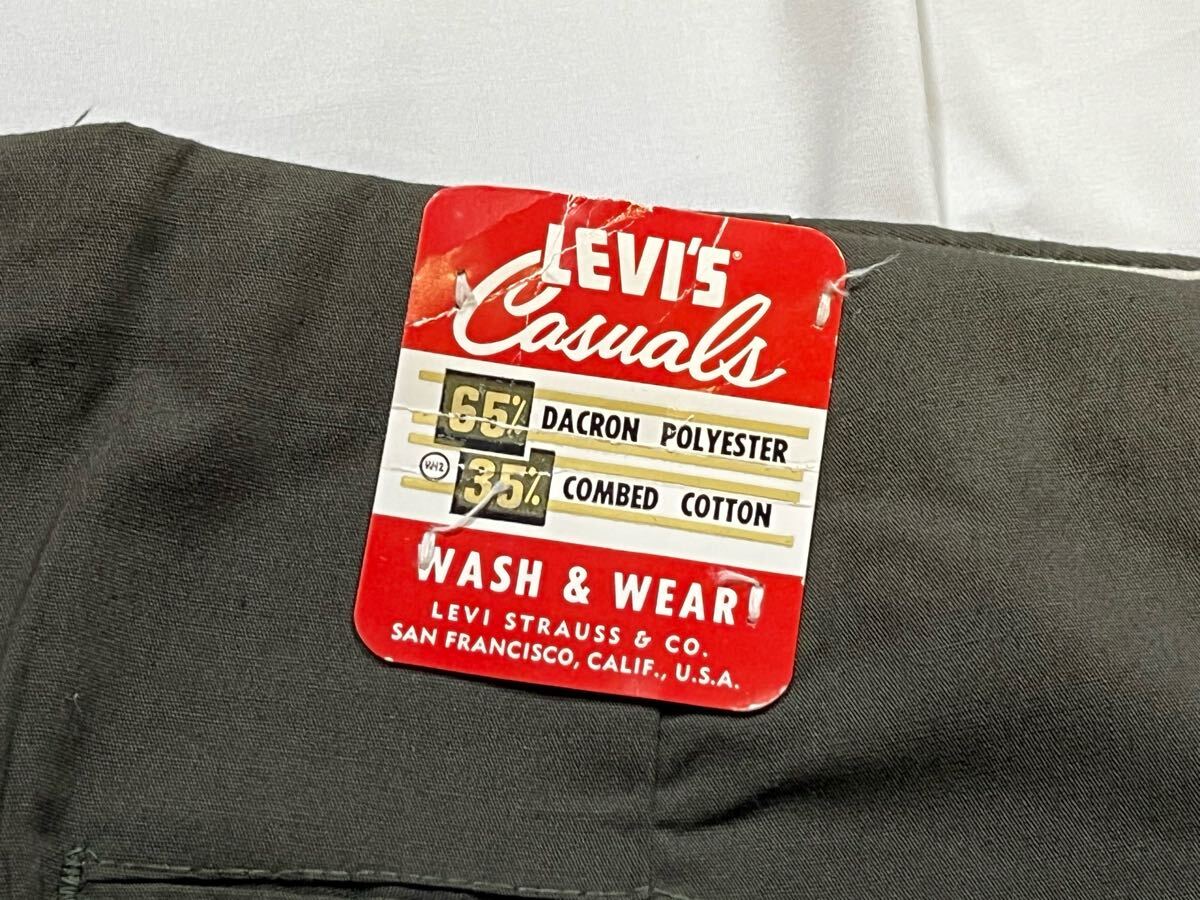 LEVI'S®
Casuals
65% DACRON POLYESTER
35% COMBED COTTON
WASH & WEAR!
LEVI STRAUSS & CO.
SAN FRANCISCO, CALIF., U.S.A.